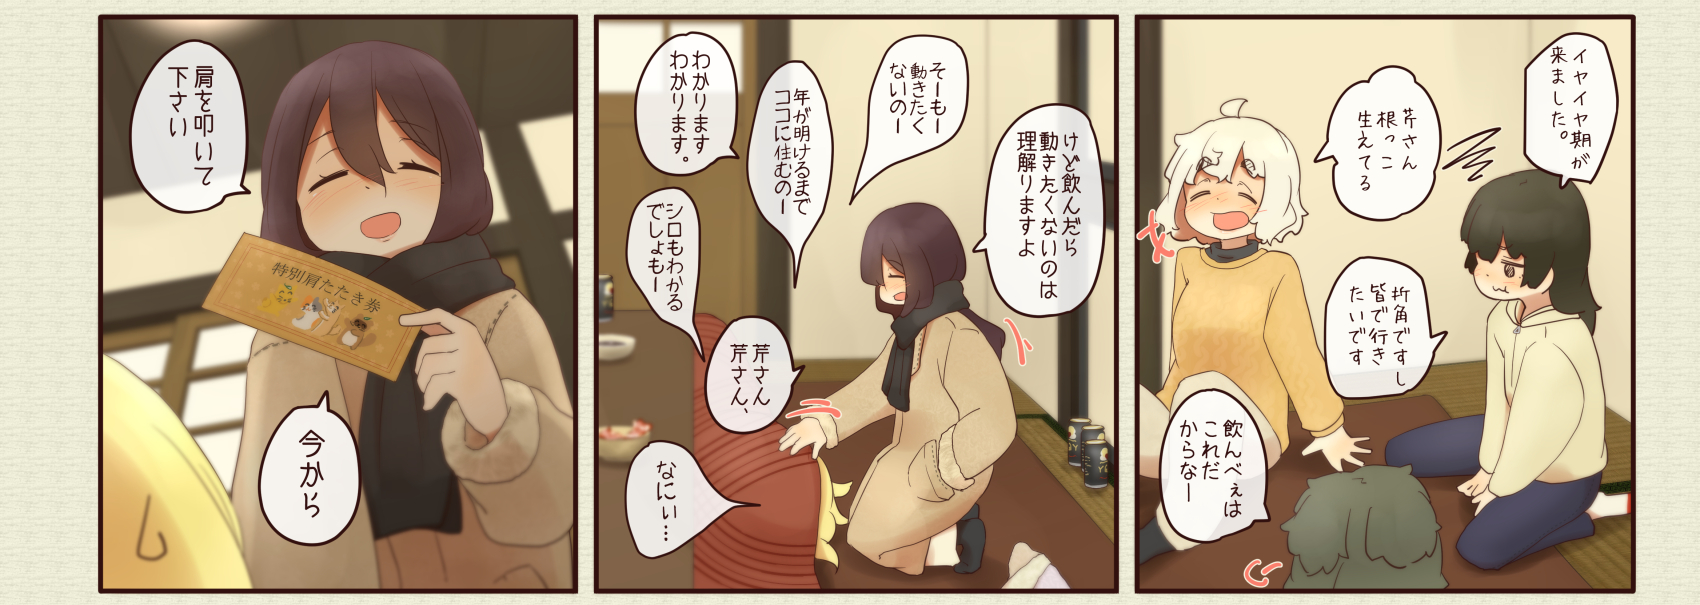 イヤイヤ期が
来ました。
芹さん
根っこ
生えてる
折角ですし
皆で行き
たいです
飲んべぇは
これだ
からなー
けど飲んだら
動きたくないのは
理解りますよ
そーもー
動きたく
ないのー
年が明けるまで
ココに住むのー
わかります
わかります。
シロもわかる
でしょもー
芹さん
芹さん、
なにぃ…
肩を叩いて
下さい
特別肩たたき券
今から